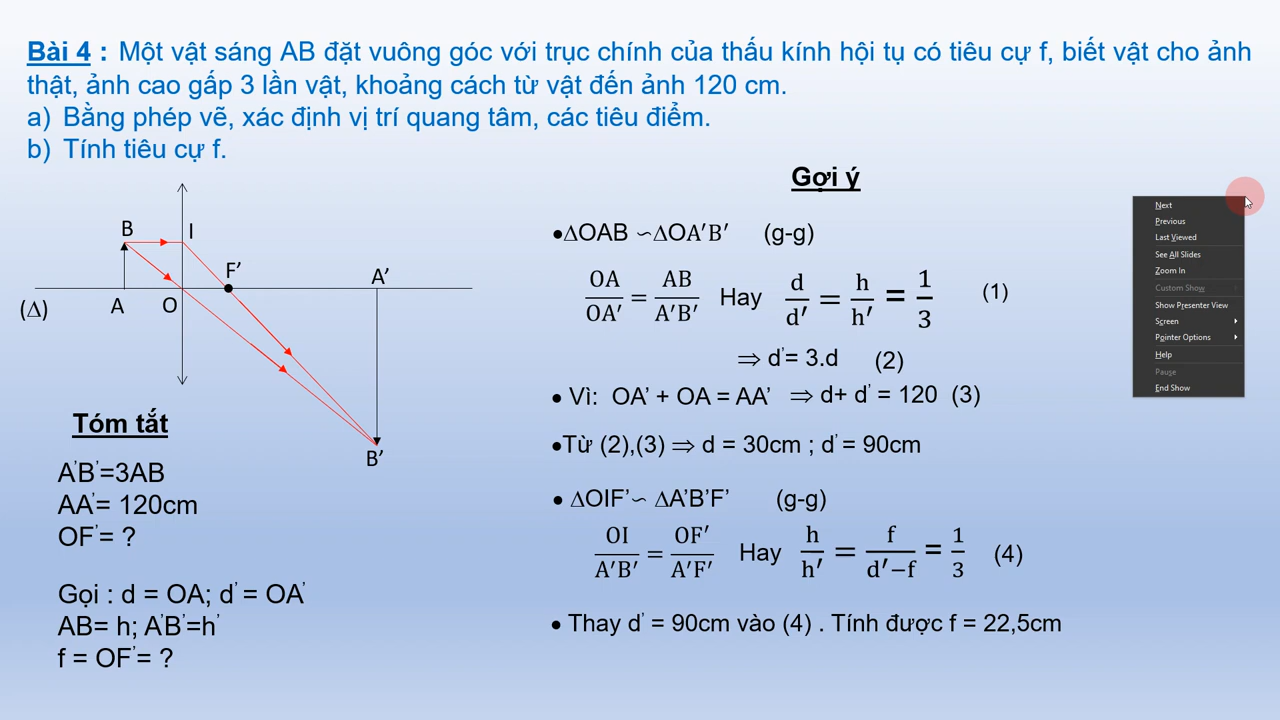 Bài 4 : Một vật sáng AB đặt vuông góc với trục chính của thấu kính hội tụ có tiêu cự f, biết vật cho ảnh
thật, ảnh cao gấp 3 lần vật, khoảng cách từ vật đến ảnh 120 cm.
a) Bằng phép vẽ, xác định vị trí quang tâm, các tiêu điểm.
b) Tính tiêu cự f.
B
I
F’
A’
(∆)
A
O
B’
Tóm tắt
A’B’=3AB
AA’= 120cm
OF’= ?
Gọi : d = OA; d’ = OA’
AB= h; A’B’=h’
f = OF’= ?
Gợi ý
•∆OAB ∽∆OA′B′ (g-g)
OA/OA′ = AB/A′B′ Hay d/d′ = h/h′ = 1/3 (1)
⇒ d’= 3.d (2)
• Vì: OA’ + OA = AA’ ⇒ d+ d’ = 120 (3)
•Từ (2),(3) ⇒ d = 30cm ; d’ = 90cm
• ∆OIF’∽ ∆A’B’F’ (g-g)
OI/A′B′ = OF′/A′F′ Hay h/h′ = f/d′−f = 1/3 (4)
• Thay d’ = 90cm vào (4) . Tính được f = 22,5cm
Next
Previous
Last Viewed
See All Slides
Zoom In
Custom Show
Show Presenter View
Screen
Pointer Options
Help
Pause
End Show